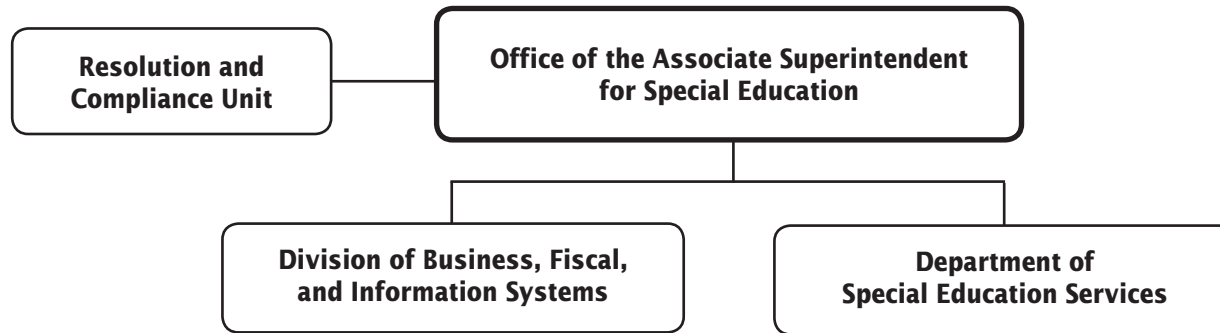 Resolution and
Compliance Unit
Office of the Associate Superintendent
for Special Education
Division of Business, Fiscal,
and Information Systems
Department of
Special Education Services